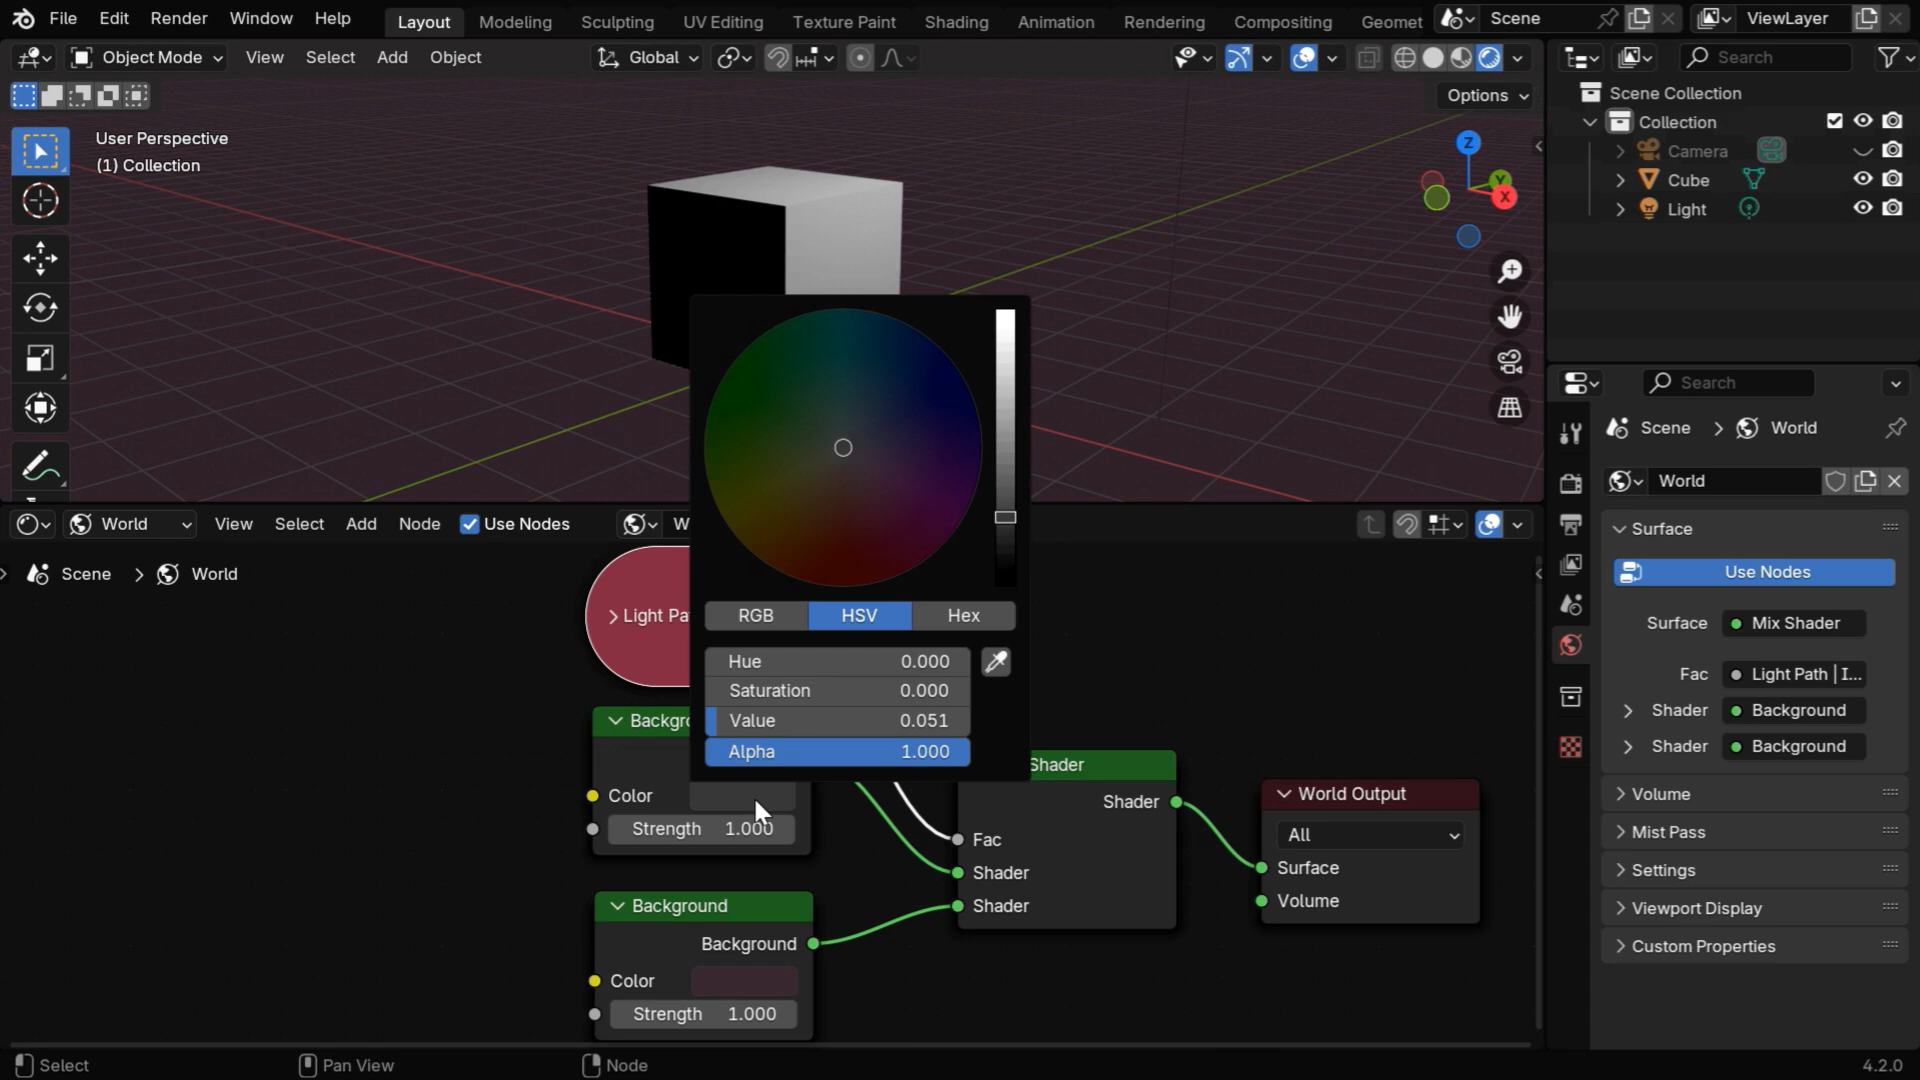 File Edit Render Window Help Layout Modeling Sculpting UV Editing Texture Paint Shading Animation Rendering Compositing Geomet Scene ViewLayer
Object Mode View Select Add Object Global Search
Options
User Perspective
(1) Collection
Z
Y
X
Scene Collection
Collection
Camera
Cube
Light
Search
Scene World
World
Surface
Use Nodes
Surface Mix Shader
Fac Light Path | I...
Shader Background
Shader Background
Volume
Mist Pass
Settings
Viewport Display
Custom Properties
World View Select Add Node Use Nodes W
Scene World
RGB HSV Hex
Hue 0.000
Saturation 0.000
Value 0.051
Alpha 1.000
Light Pa
Backgro
Color
Strength 1.000
Background
Background
Color
Strength 1.000
Shader
Shader
Fac
Shader
Shader
World Output
All
Surface
Volume
Select Pan View Node 4.2.0